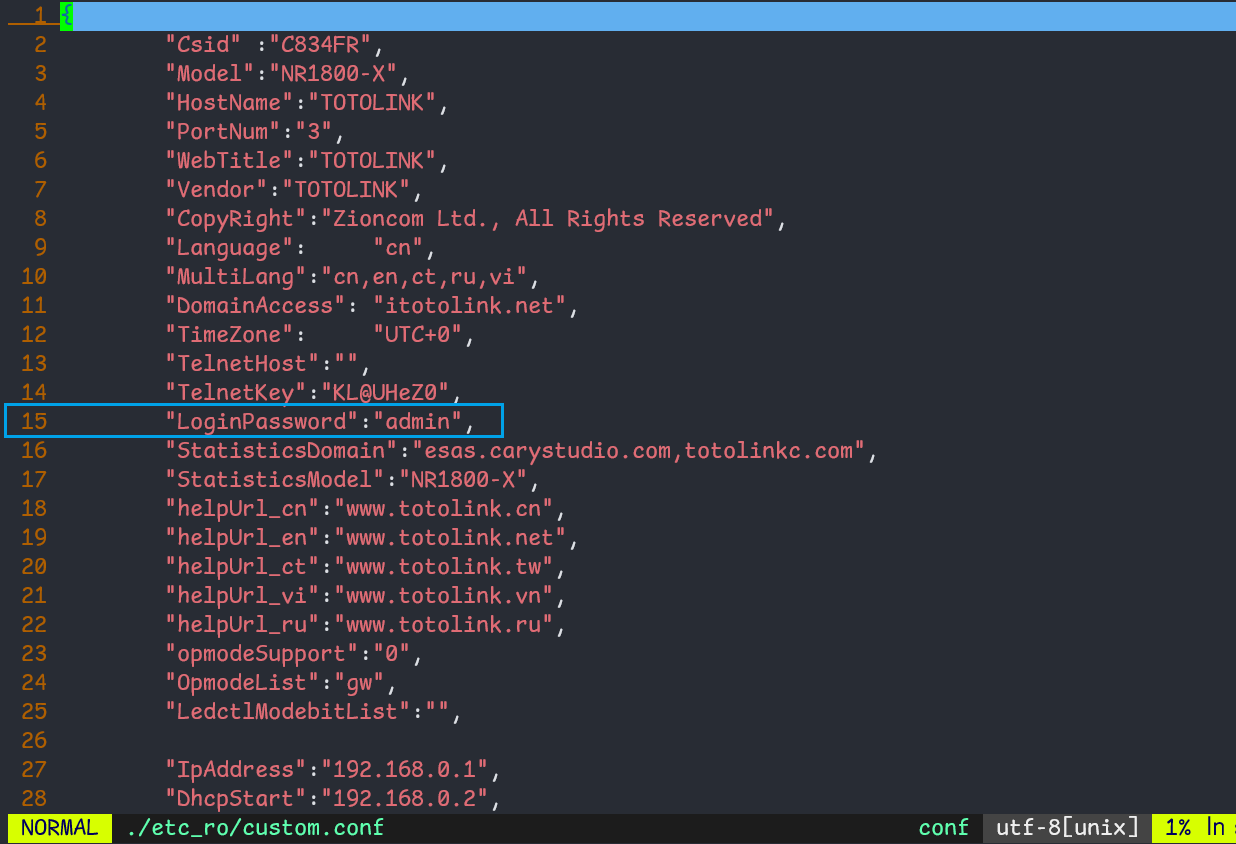 1 {
2 "Csid" :"C834FR",
3 "Model":"NR1800-X",
4 "HostName":"TOTOLINK",
5 "PortNum":"3",
6 "WebTitle":"TOTOLINK",
7 "Vendor":"TOTOLINK",
8 "CopyRight":"Zioncom Ltd., All Rights Reserved",
9 "Language":     "cn",
10 "MultiLang":"cn,en,ct,ru,vi",
11 "DomainAccess": "itotolink.net",
12 "TimeZone":     "UTC+0",
13 "TelnetHost":"",
14 "TelnetKey":"KL@UHeZ0",
15 "LoginPassword":"admin",
16 "StatisticsDomain":"esas.carystudio.com,totolinkc.com",
17 "StatisticsModel":"NR1800-X",
18 "helpUrl_cn":"www.totolink.cn",
19 "helpUrl_en":"www.totolink.net",
20 "helpUrl_ct":"www.totolink.tw",
21 "helpUrl_vi":"www.totolink.vn",
22 "helpUrl_ru":"www.totolink.ru",
23 "opmodeSupport":"0",
24 "OpmodeList":"gw",
25 "LedctlModebitList":"",
26
27 "IpAddress":"192.168.0.1",
28 "DhcpStart":"192.168.0.2",
NORMAL ./etc_ro/custom.conf conf utf-8[unix] 1% ln